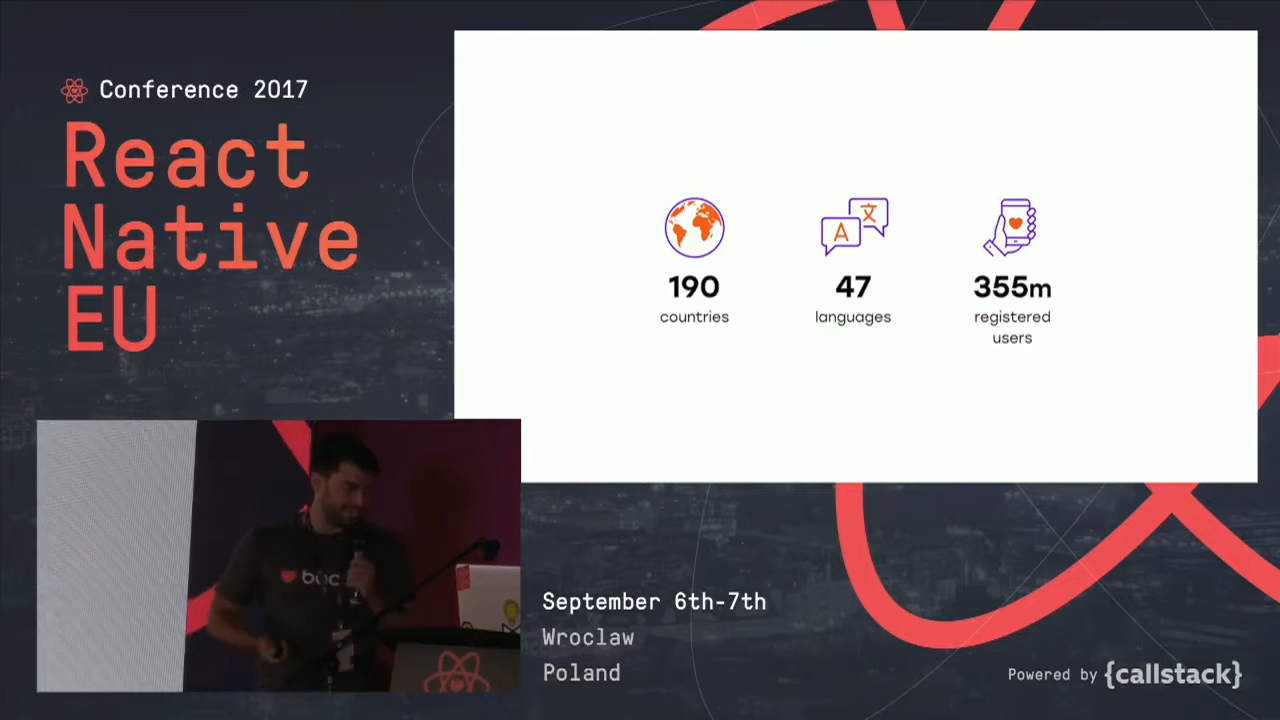 Conference 2017
React
Native
EU
文
A
190
countries
47
languages
355m
registered
users
September 6th-7th
Wroclaw
Poland
Powered by {callstack}